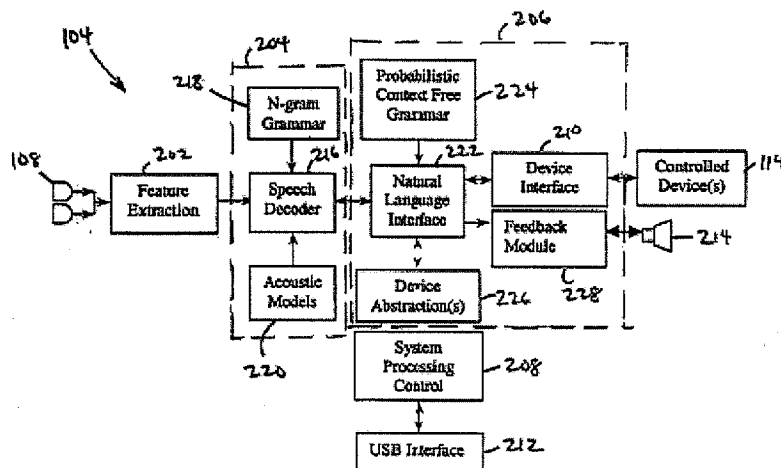 104
204
206
218
N-gram
Grammar
Probabilistic
Context Free
Grammar
224
108
202
216
222
210
Feature
Extraction
Speech
Decoder
Natural
Language
Interface
Device
Interface
Controlled
Device(s)
114
Feedback
Module
214
228
Acoustic
Models
220
Device
Abstraction(s)
226
System
Processing
Control
208
USB Interface
212